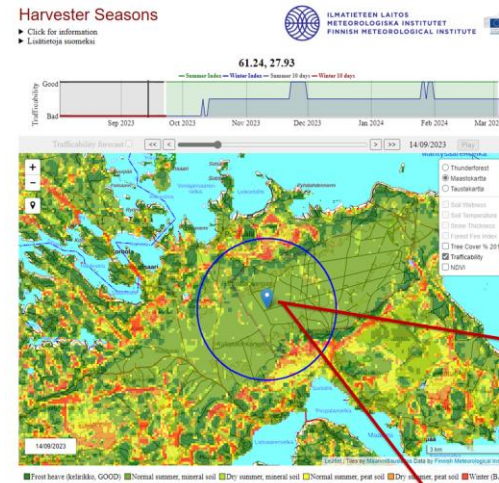 Harvester Seasons
▶ Click for information
▶ Lisätietoja suomeksi
ILMATIETEEN LAITOS
METEOROLOGISKA INSTITUTET
FINNISH METEOROLOGICAL INSTITUTE
61.24, 27.93
Summer Index Winter Index Summer 10 days Winter 10 days
Trafficability
Good
Bad
Sep 2023 Oct 2023 Nov 2023 Dec 2023 Jan 2024 Feb 2024 Mar 202
Trafficability forecast << < > >> 14/09/2023 Play
+
−
Thunderforest
Maastokartta
Taustakartta
Soil Wetness
Soil Temperature
Snow Thickness
Forest Fire Index
Tree Cover % 201
Trafficability
NDVI
14/09/2023
3 km
Frost heave (kelirikko, GOOD) Normal summer, mineral soil Dry summer, mineral soil Normal summer, peat soil Dry summer, peat soil Winter (B